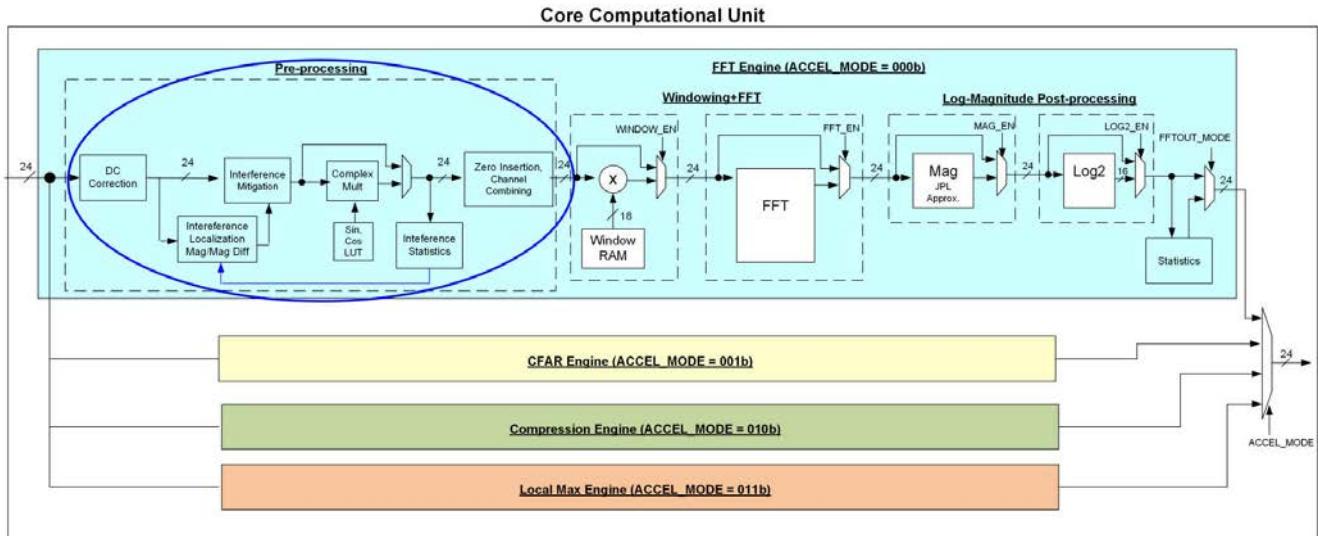 Core Computational Unit
Pre-processing
FFT Engine (ACCEL_MODE = 000b)
Windowing+FFT
Log-Magnitude Post-processing
WINDOW_EN
FFT_EN
MAG_EN
LOG2_EN
FFTOUT_MODE
24
DC
Correction
24
Interference
Mitigation
Complex
Mult
24
Zero Insertion,
Channel
Combining
24
X
24
FFT
24
Mag
JPL
Approx.
24
Log2
16
24
Intereference
Localization
Mag/Mag Diff
Sin,
Cos
LUT
Inteference
Statistics
18
Window
RAM
Statistics
CFAR Engine (ACCEL_MODE = 001b)
24
Compression Engine (ACCEL_MODE = 010b)
ACCEL_MODE
Local Max Engine (ACCEL_MODE = 011b)